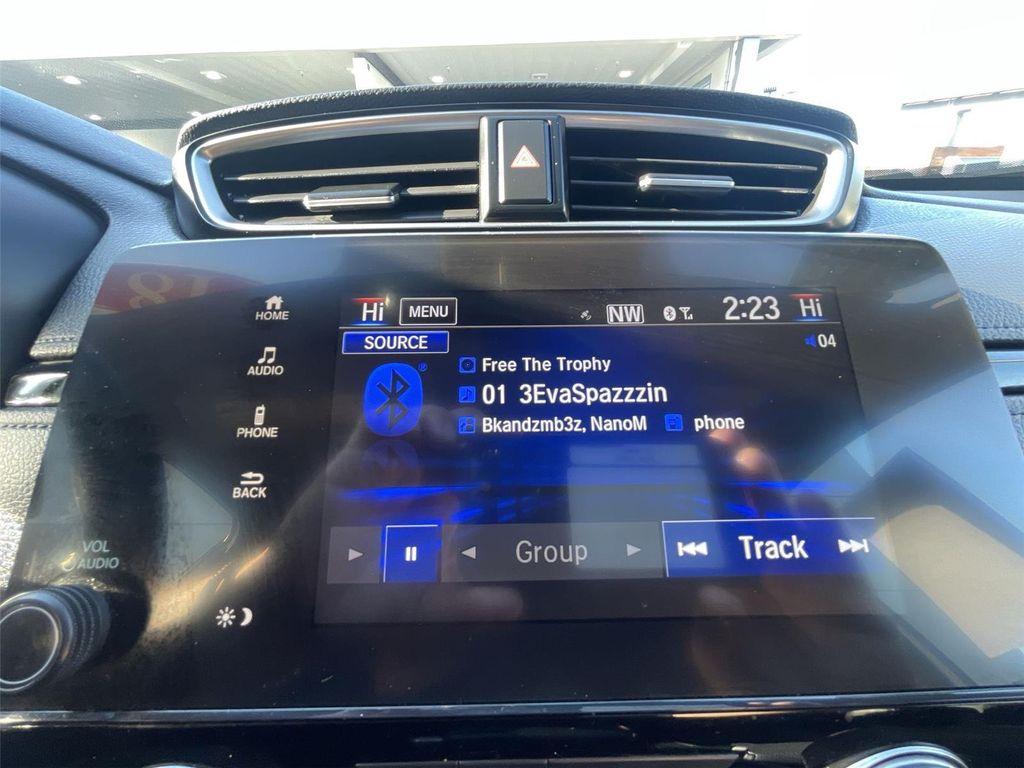 Hi MENU NW 2:23 Hi
SOURCE 04
HOME
AUDIO
PHONE
BACK
VOL
AUDIO
®
Free The Trophy
01 3EvaSpazzzin
Bkandzmb3z, NanoM phone
Group Track
18